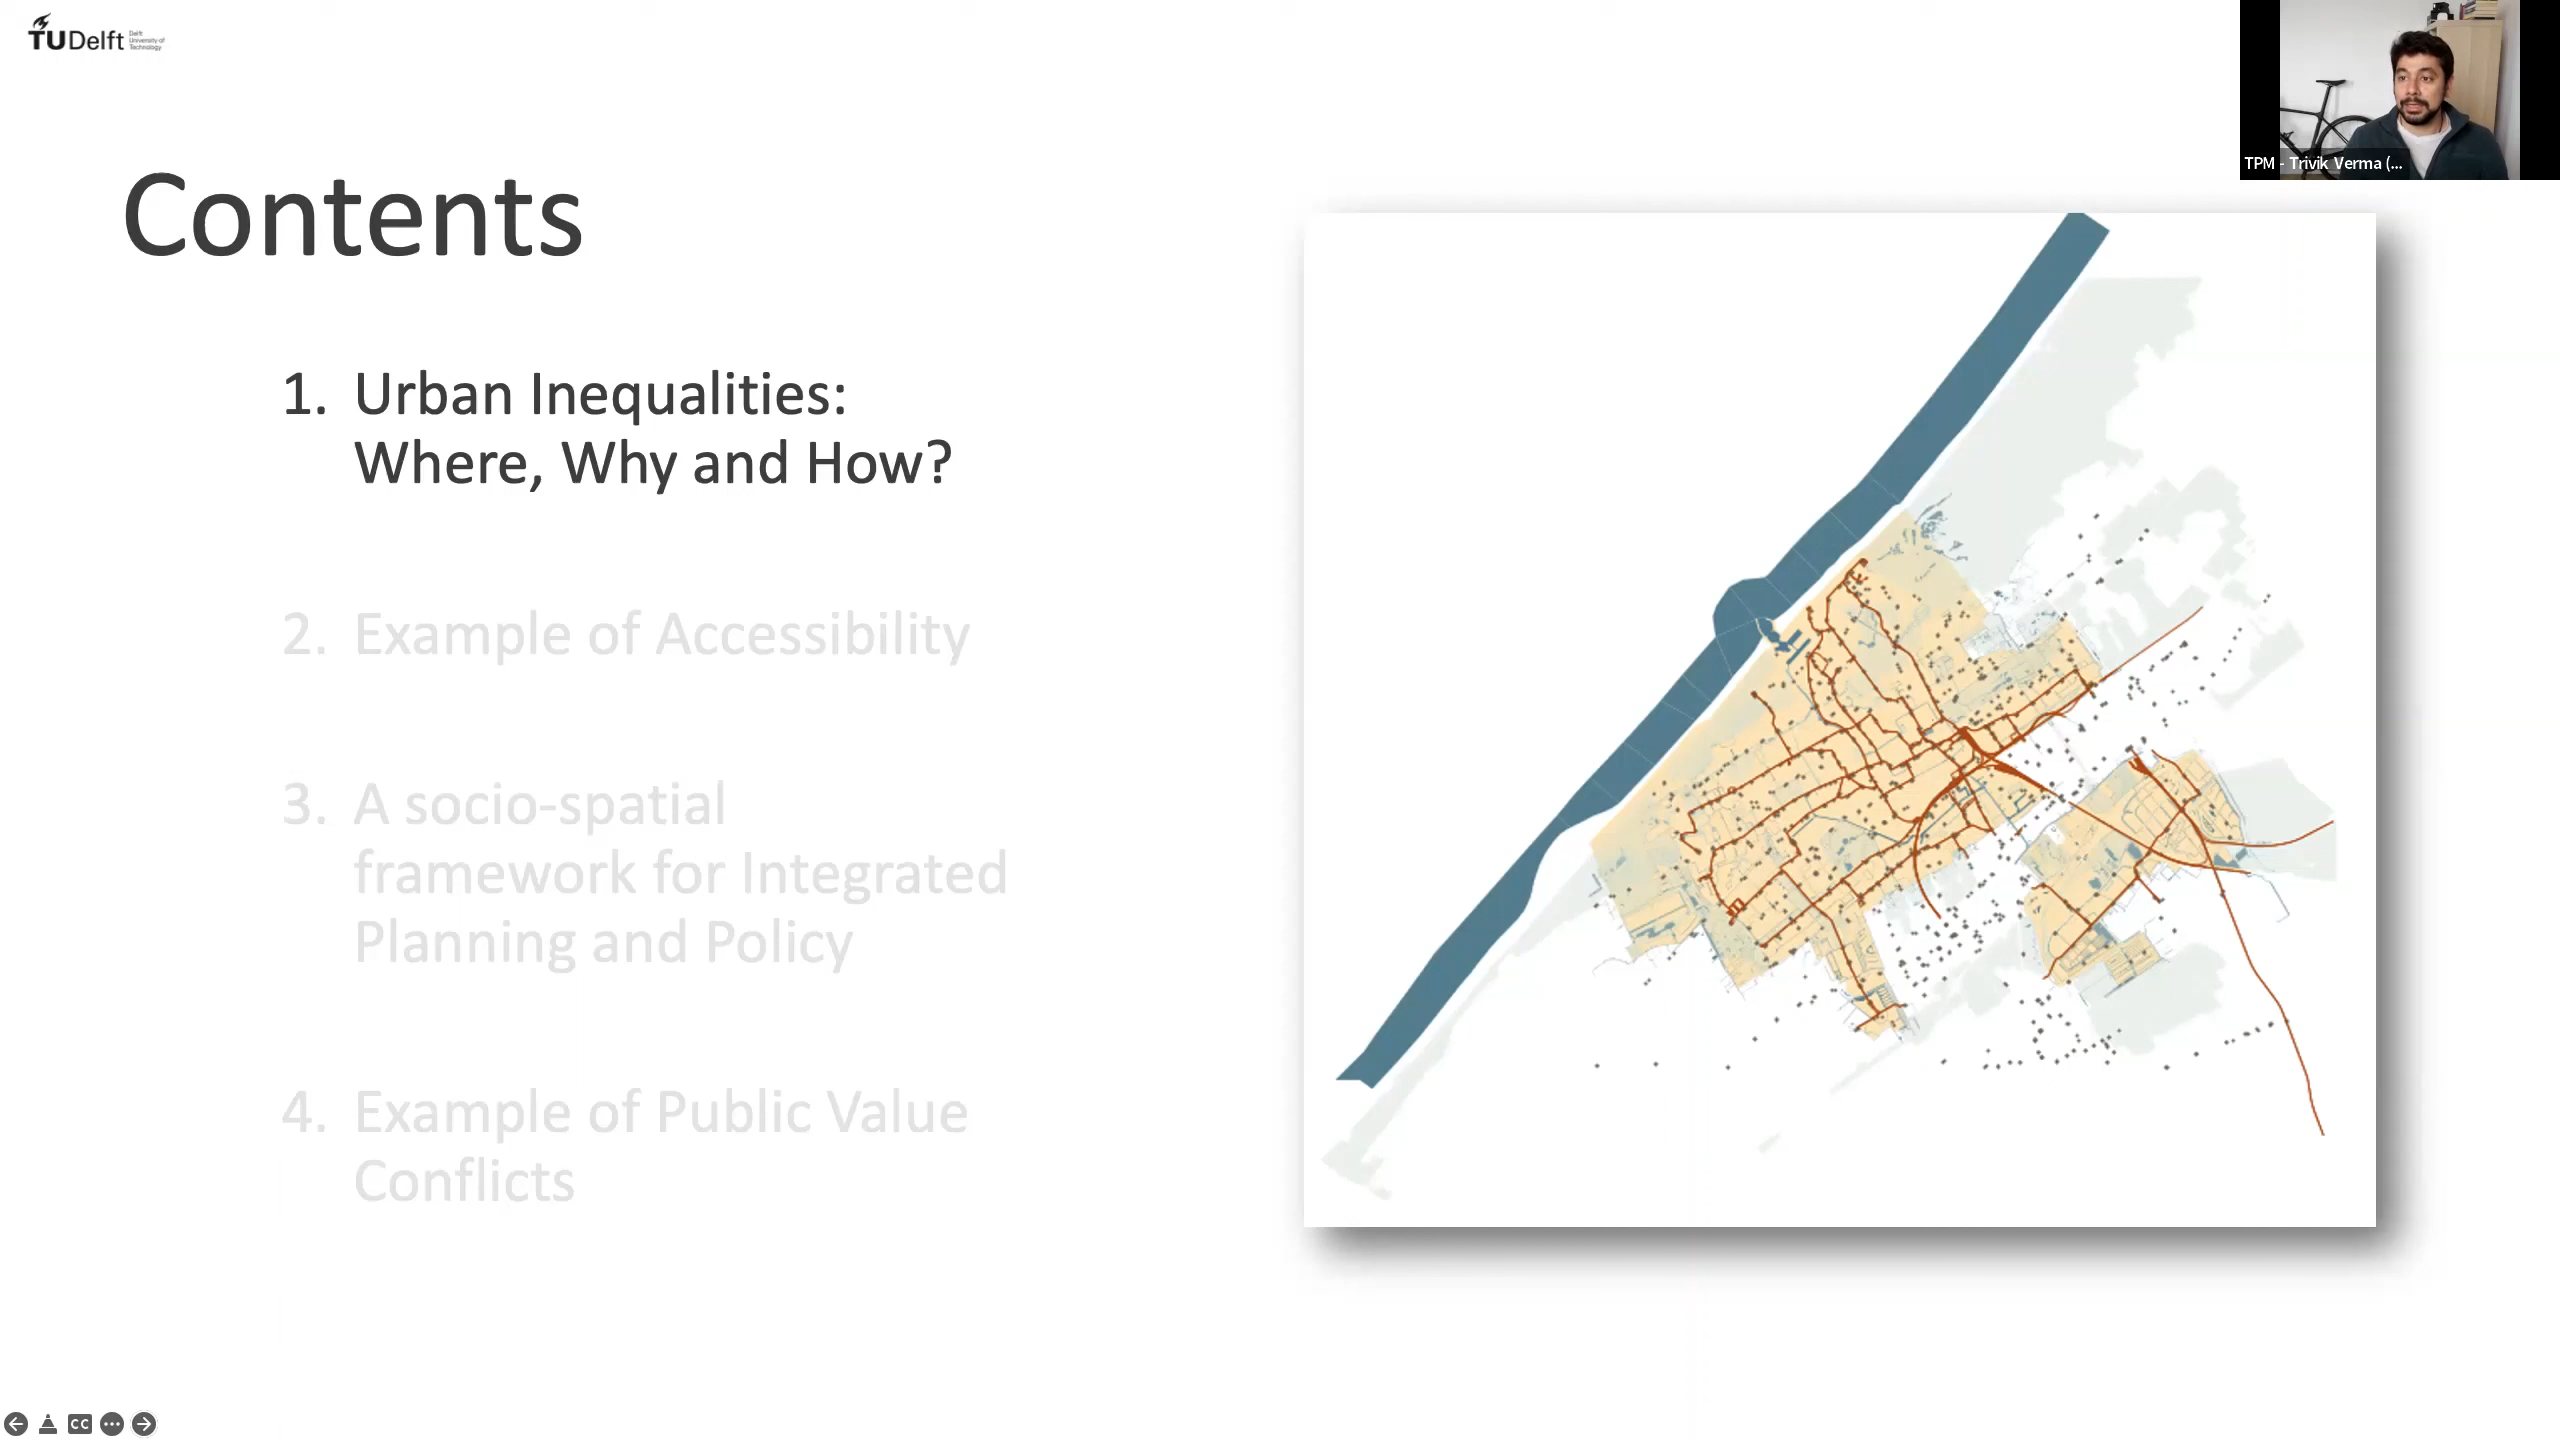 TUDelft
Delft
University of
Technology
TPM - Trivik Verma (...
Contents
1. Urban Inequalities:
Where, Why and How?
2. Example of Accessibility
3. A socio-spatial
framework for Integrated
Planning and Policy
4. Example of Public Value
Conflicts
CC